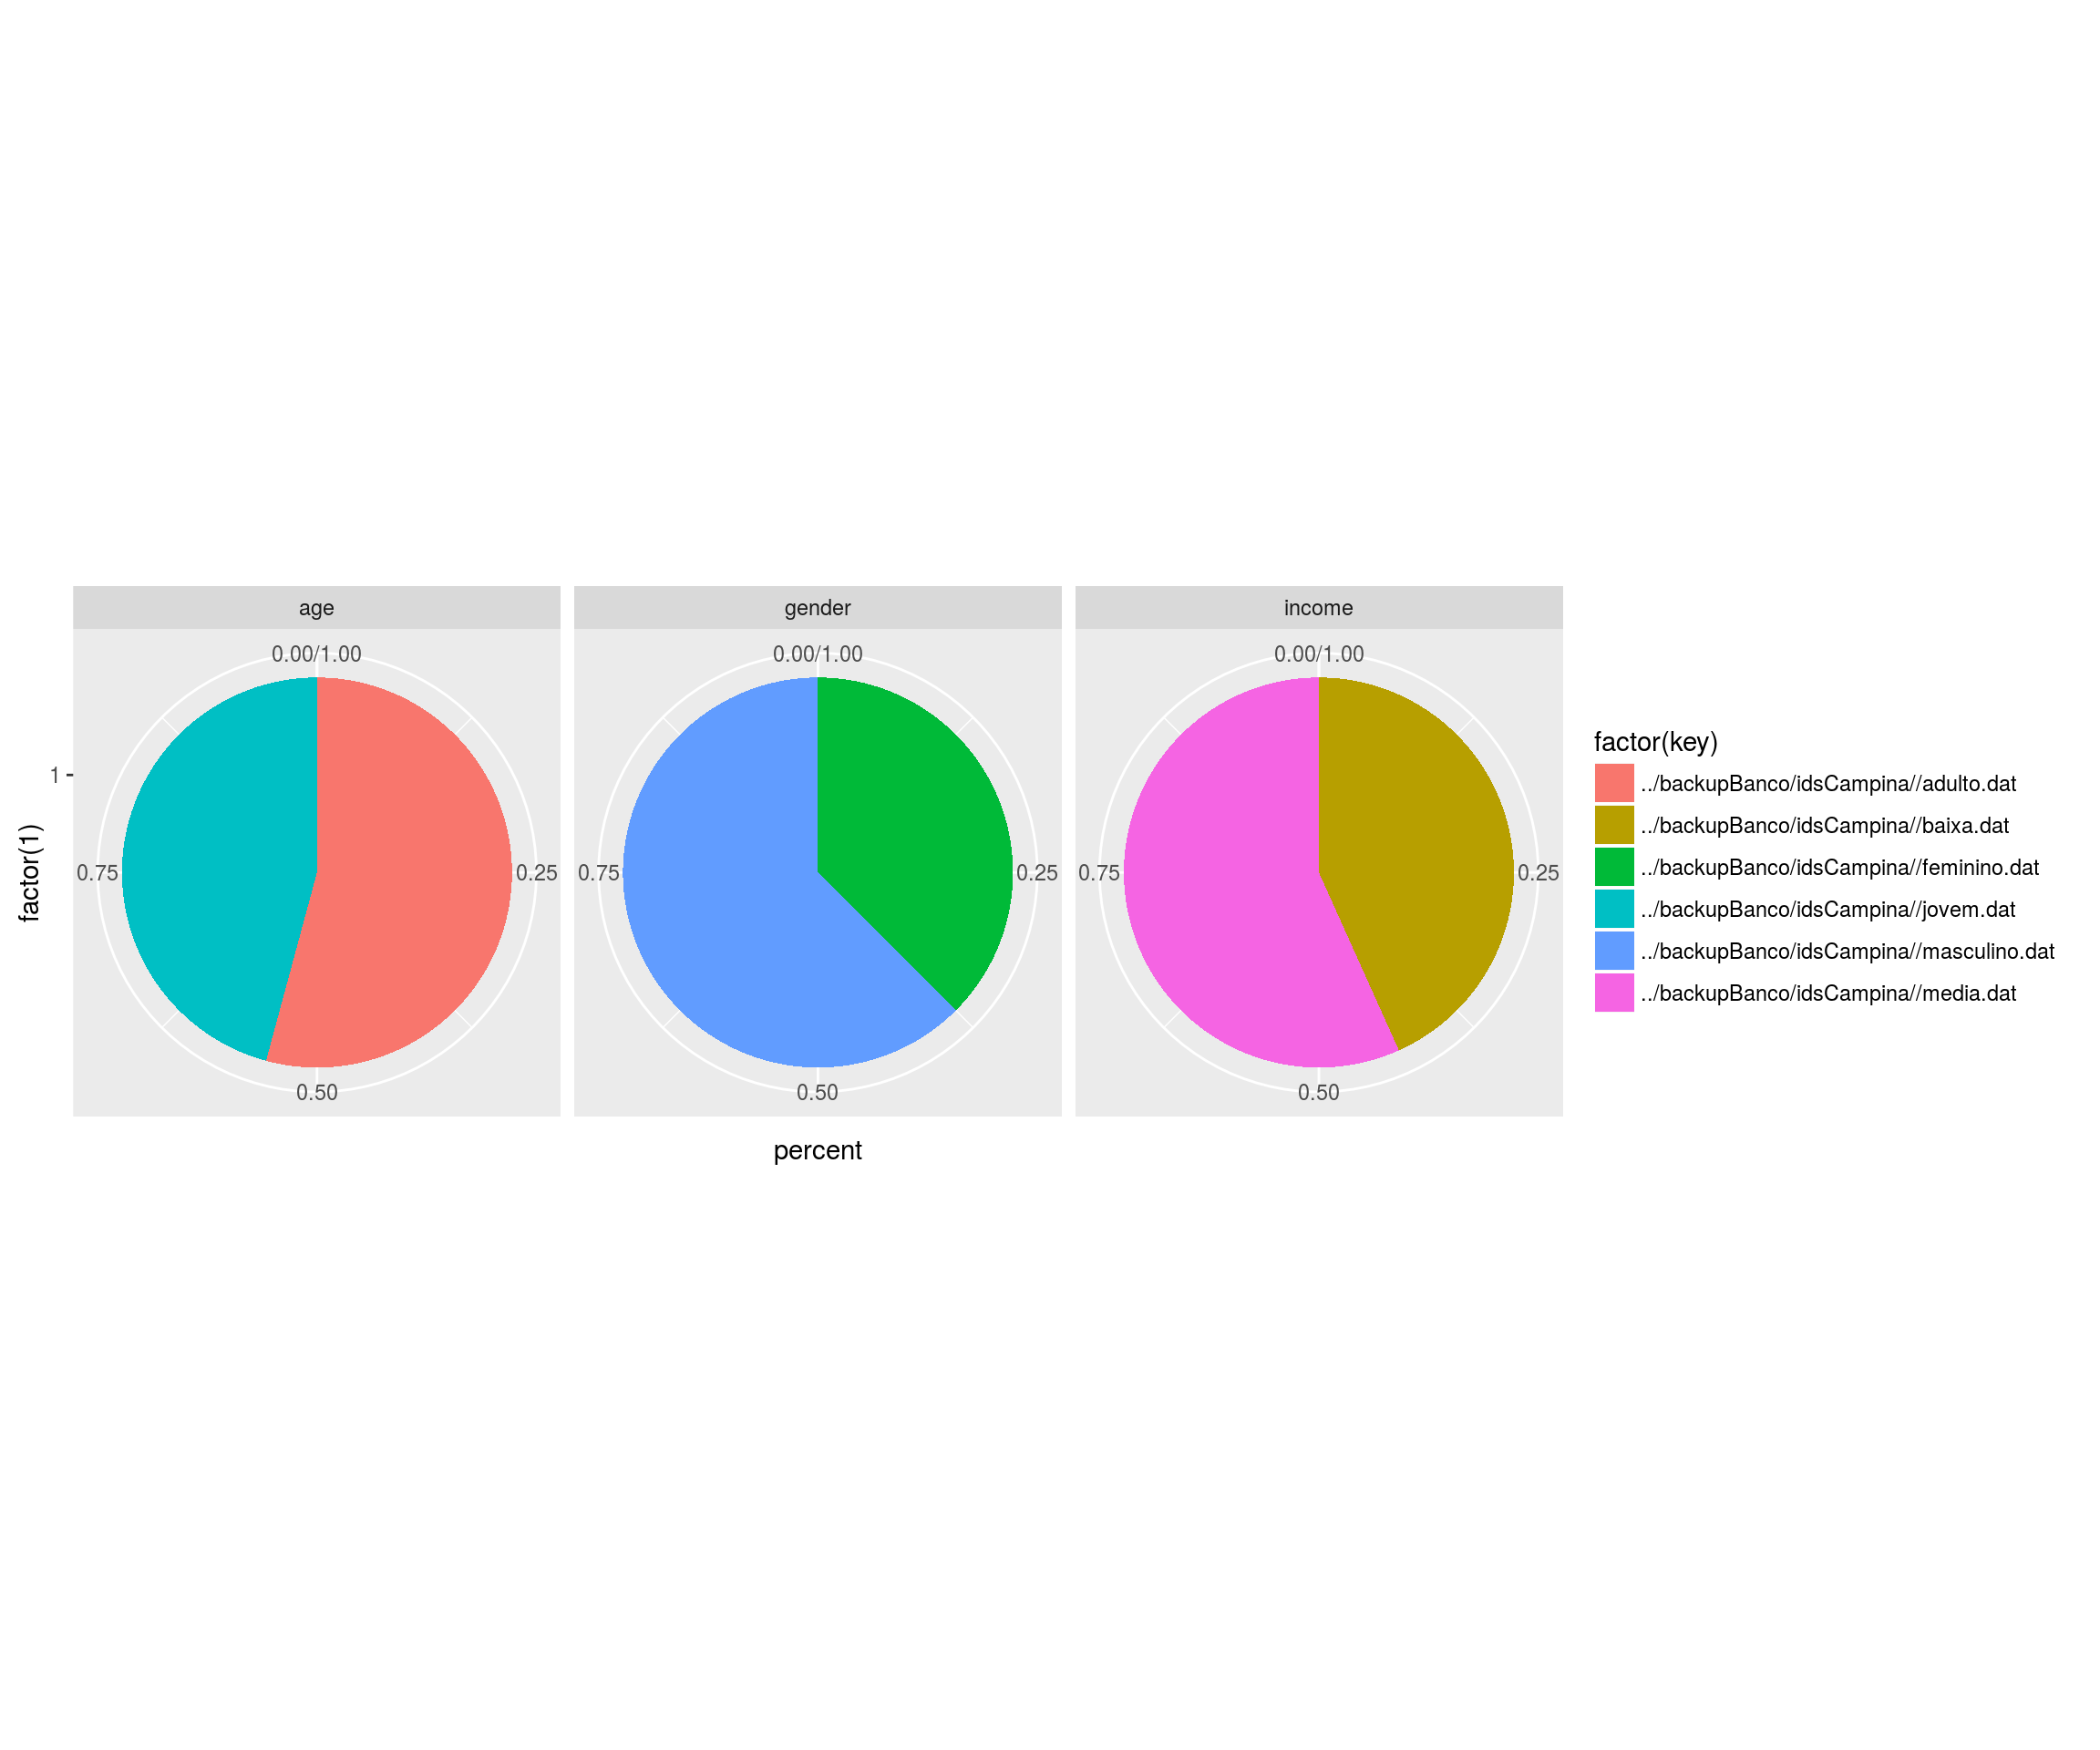 age
gender
income
0.00/1.00
0.00/1.00
0.00/1.00
1
factor(1)
0.75
0.25
0.75
0.25
0.75
0.25
0.50
0.50
0.50
percent
factor(key)
../backupBanco/idsCampina//adulto.dat
../backupBanco/idsCampina//baixa.dat
../backupBanco/idsCampina//feminino.dat
../backupBanco/idsCampina//jovem.dat
../backupBanco/idsCampina//masculino.dat
../backupBanco/idsCampina//media.dat